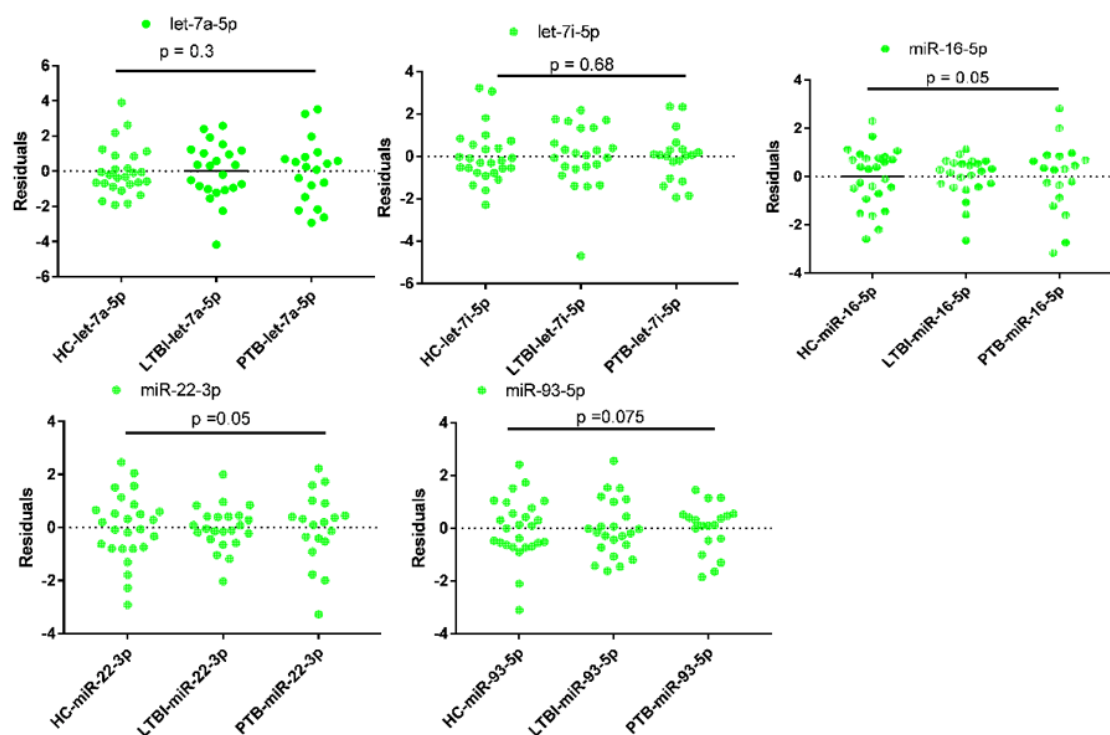 let-7a-5p
p = 0.3
6
4
2
0
-2
-4
-6
Residuals
HC-let-7a-5p
LTBI-let-7a-5p
PTB-let-7a-5p
let-7i-5p
p = 0.68
4
2
0
-2
-4
-6
Residuals
HC-let-7i-5p
LTBI-let-7i-5p
PTB-let-7i-5p
miR-16-5p
p = 0.05
4
2
0
-2
-4
Residuals
HC-miR-16-5p
LTBI-miR-16-5p
PTB-miR-16-5p
miR-22-3p
p =0.05
4
2
0
-2
-4
Residuals
HC-miR-22-3p
LTBI-miR-22-3p
PTB-miR-22-3p
miR-93-5p
p =0.075
4
2
0
-2
-4
Residuals
HC-miR-93-5p
LTBI-miR-93-5p
PTB-miR-93-5p